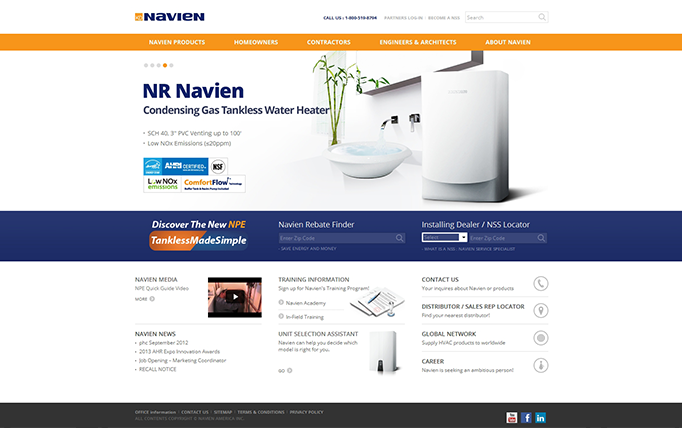 NAVIEN
CALL US : 1-800-519-8794 PARTNERS LOGIN | BECOME A NSS Search
NAVIEN PRODUCTS HOMEOWNERS CONTRACTORS ENGINEERS & ARCHITECTS ABOUT NAVIEN
NR Navien
Condensing Gas Tankless Water Heater
SCH 40, 3" PVC Venting up to 100'
Low NOx Emissions (≤20ppm)
CERTIFIED NSF
Low NOx
emissions
ComfortFlow
Discover The New NPE
TanklessMadeSimple
Navien Rebate Finder
Enter Zip Code
- SAVE ENERGY AND MONEY
Installing Dealer / NSS Locator
Select Enter Zip Code
- WHAT IS A NSS : NAVIEN SERVICE SPECIALIST
NAVIEN MEDIA
NPE Quick Guide Video
MORE
TRAINING INFORMATION
Sign up for Navien's Training Program!
Navien Academy
In-Field Training
CONTACT US
Your inquires about Navien or products
DISTRIBUTOR / SALES REP LOCATOR
Find your nearest distributor!
NAVIEN NEWS
phc September 2012
2013 AHR Expo Innovation Awards
Job Opening – Marketing Coordinator
RECALL NOTICE
UNIT SELECTION ASSISTANT
Navien can help you decide which
model is right for you.
GO
GLOBAL NETWORK
Supply HVAC products to worldwide
CAREER
Navien is seeking an ambitious person!
OFFICE Information | CONTACT US | SITEMAP | TERMS & CONDITIONS | PRIVACY POLICY
ALL CONTENTS COPYRIGHT © NAVIEN AMERICA INC.
You Tube f in